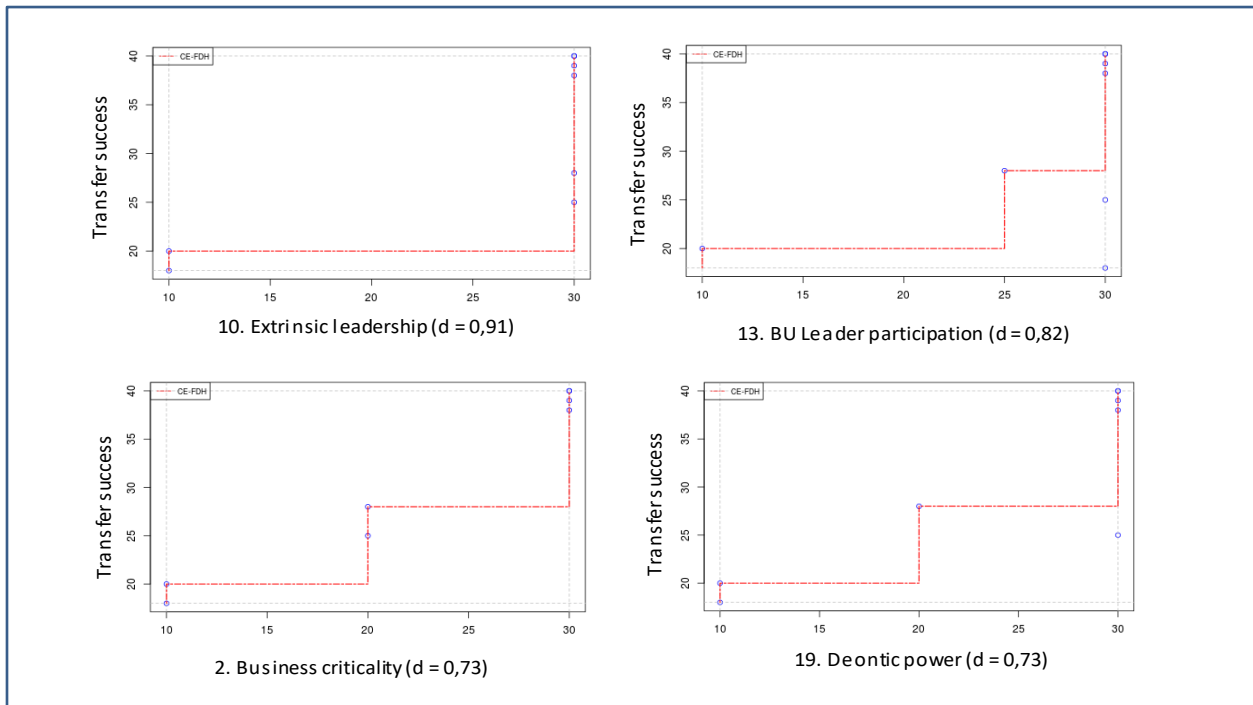 CE-FDH
Transfer success
40
35
30
25
20
10 15 20 25 30
10. Extrinsic leadership (d = 0,91)
CE-FDH
Transfer success
40
35
30
25
20
10 15 20 25 30
13. BU Leader participation (d = 0,82)
CE-FDH
Transfer success
40
35
30
25
20
10 15 20 25 30
2. Business criticality (d = 0,73)
CE-FDH
Transfer success
40
35
30
25
20
10 15 20 25 30
19. Deontic power (d = 0,73)